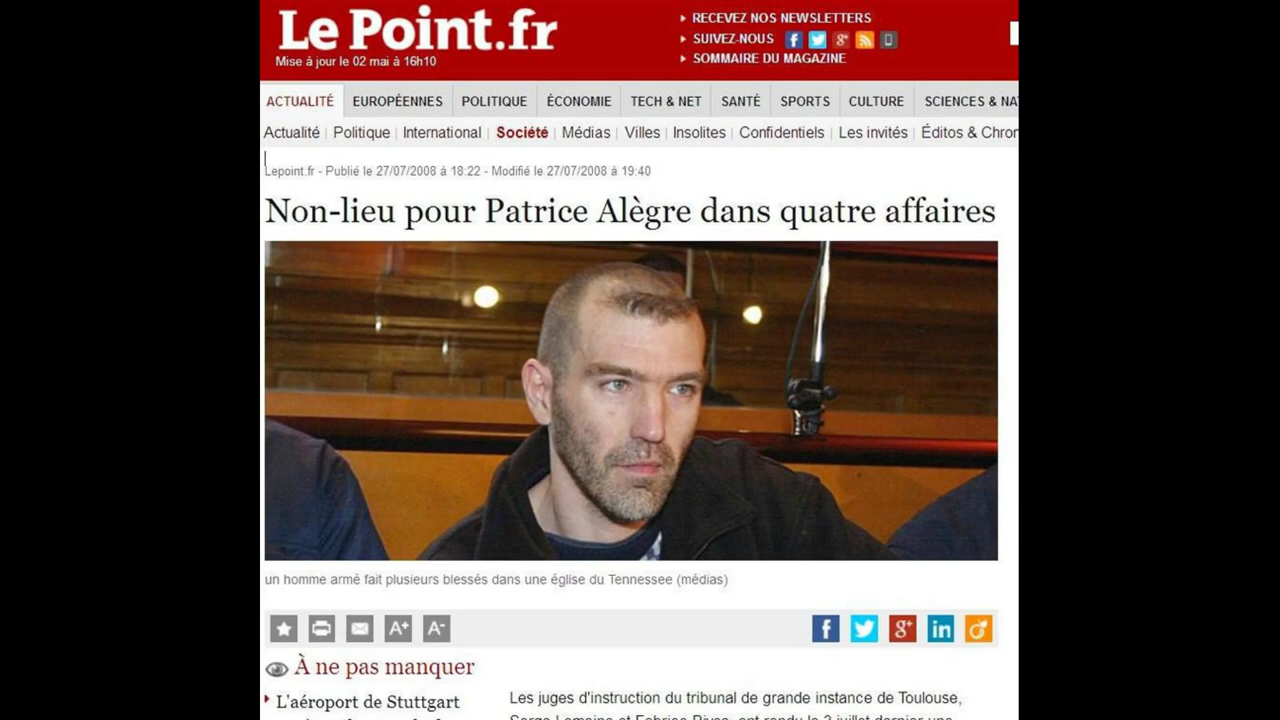 Le Point.fr
Mise à jour le 02 mai à 16h10
RECEVEZ NOS NEWSLETTERS
SUIVEZ-NOUS
SOMMAIRE DU MAGAZINE
ACTUALITÉ EUROPÉENNES POLITIQUE ÉCONOMIE TECH & NET SANTÉ SPORTS CULTURE SCIENCES & NA
Actualité Politique International Société Médias Villes Insolites Confidentiels Les invités Éditos & Chron
Lepoint.fr - Publié le 27/07/2008 à 18:22 - Modifié le 27/07/2008 à 19:40
Non-lieu pour Patrice Alègre dans quatre affaires
un homme armé fait plusieurs blessés dans une église du Tennessee (médias)
A+ A-
À ne pas manquer
L'aéroport de Stuttgart
Les juges d'instruction du tribunal de grande instance de Toulouse,